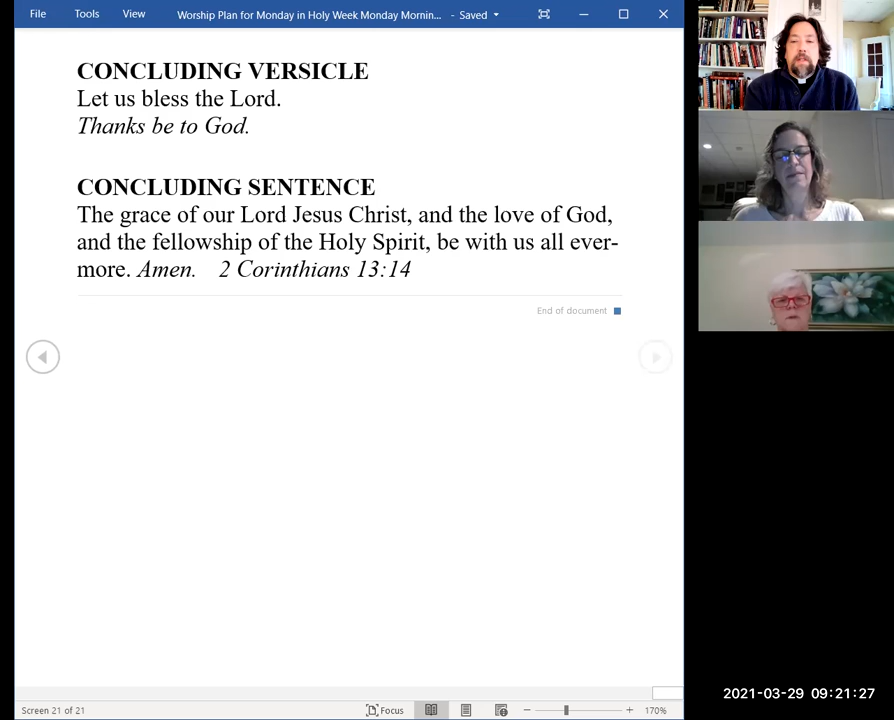 File Tools View Worship Plan for Monday in Holy Week Monday Mornin... - Saved
CONCLUDING VERSICLE
Let us bless the Lord.
Thanks be to God.
CONCLUDING SENTENCE
The grace of our Lord Jesus Christ, and the love of God,
and the fellowship of the Holy Spirit, be with us all ever-
more. Amen. 2 Corinthians 13:14
End of document
Screen 21 of 21 Focus 170%
2021-03-29 09:21:27